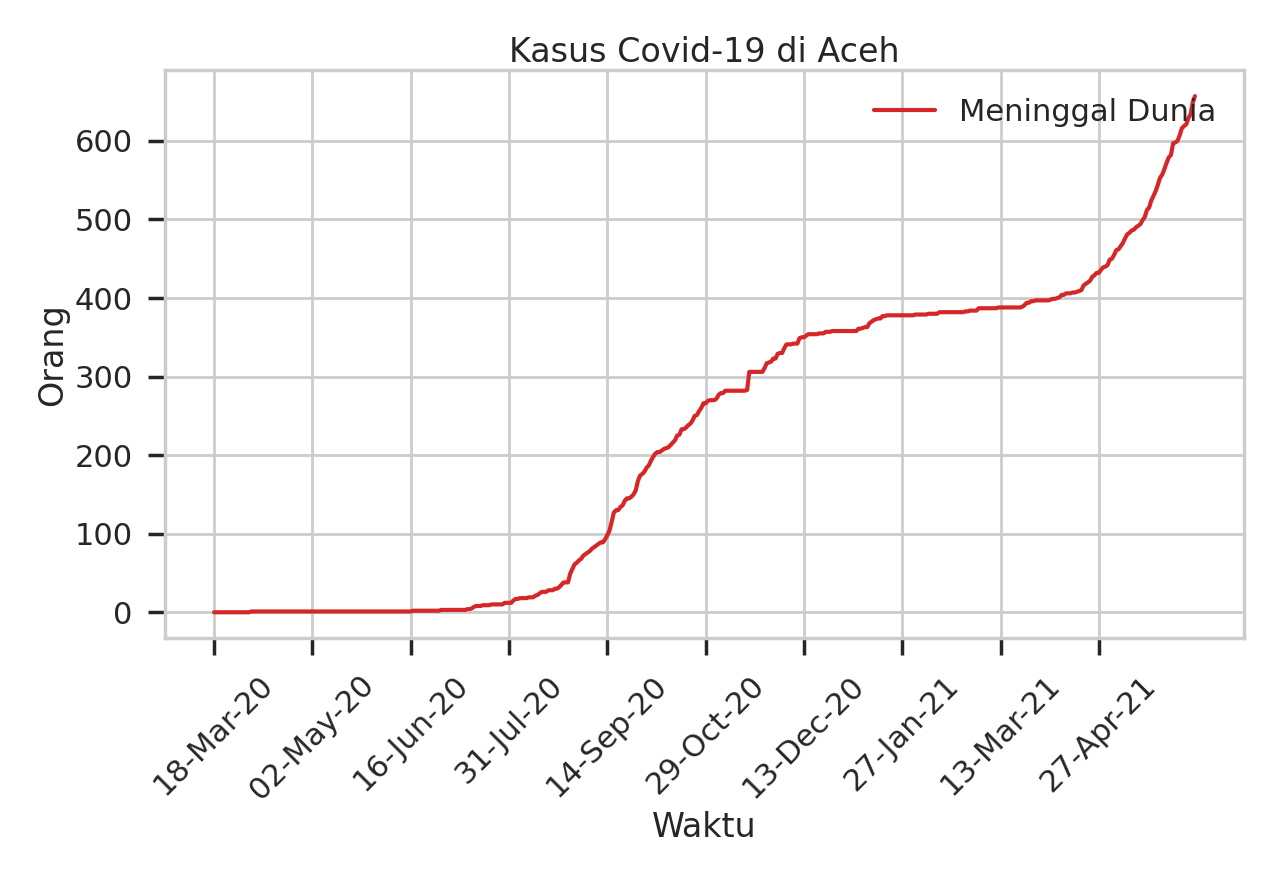 Kasus Covid-19 di Aceh
Meninggal Dunia
600
500
400
300
200
100
0
Orang
18-Mar-20
02-May-20
16-Jun-20
31-Jul-20
14-Sep-20
29-Oct-20
13-Dec-20
27-Jan-21
13-Mar-21
27-Apr-21
Waktu